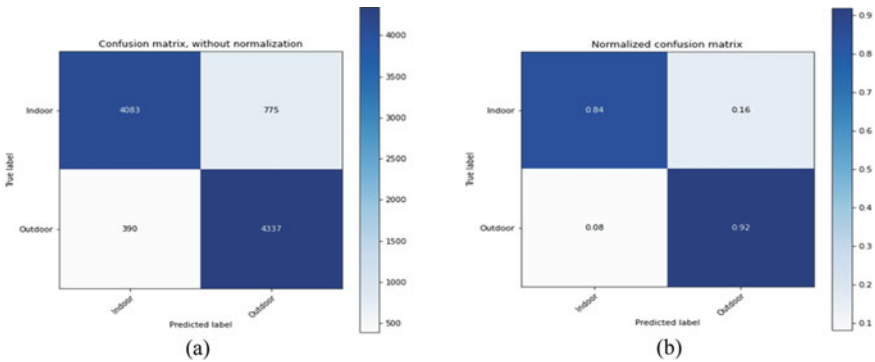 Confusion matrix, without normalization
True label
Indoor
Outdoor
4083 775
390 4337
Indoor Outdoor
Predicted label
4000
3500
3000
2500
2000
1500
1000
500
(a)
Normalized confusion matrix
True label
Indoor
Outdoor
0.84 0.16
0.08 0.92
Indoor Outdoor
Predicted label
0.9
0.8
0.7
0.6
0.5
0.4
0.3
0.2
0.1
(b)